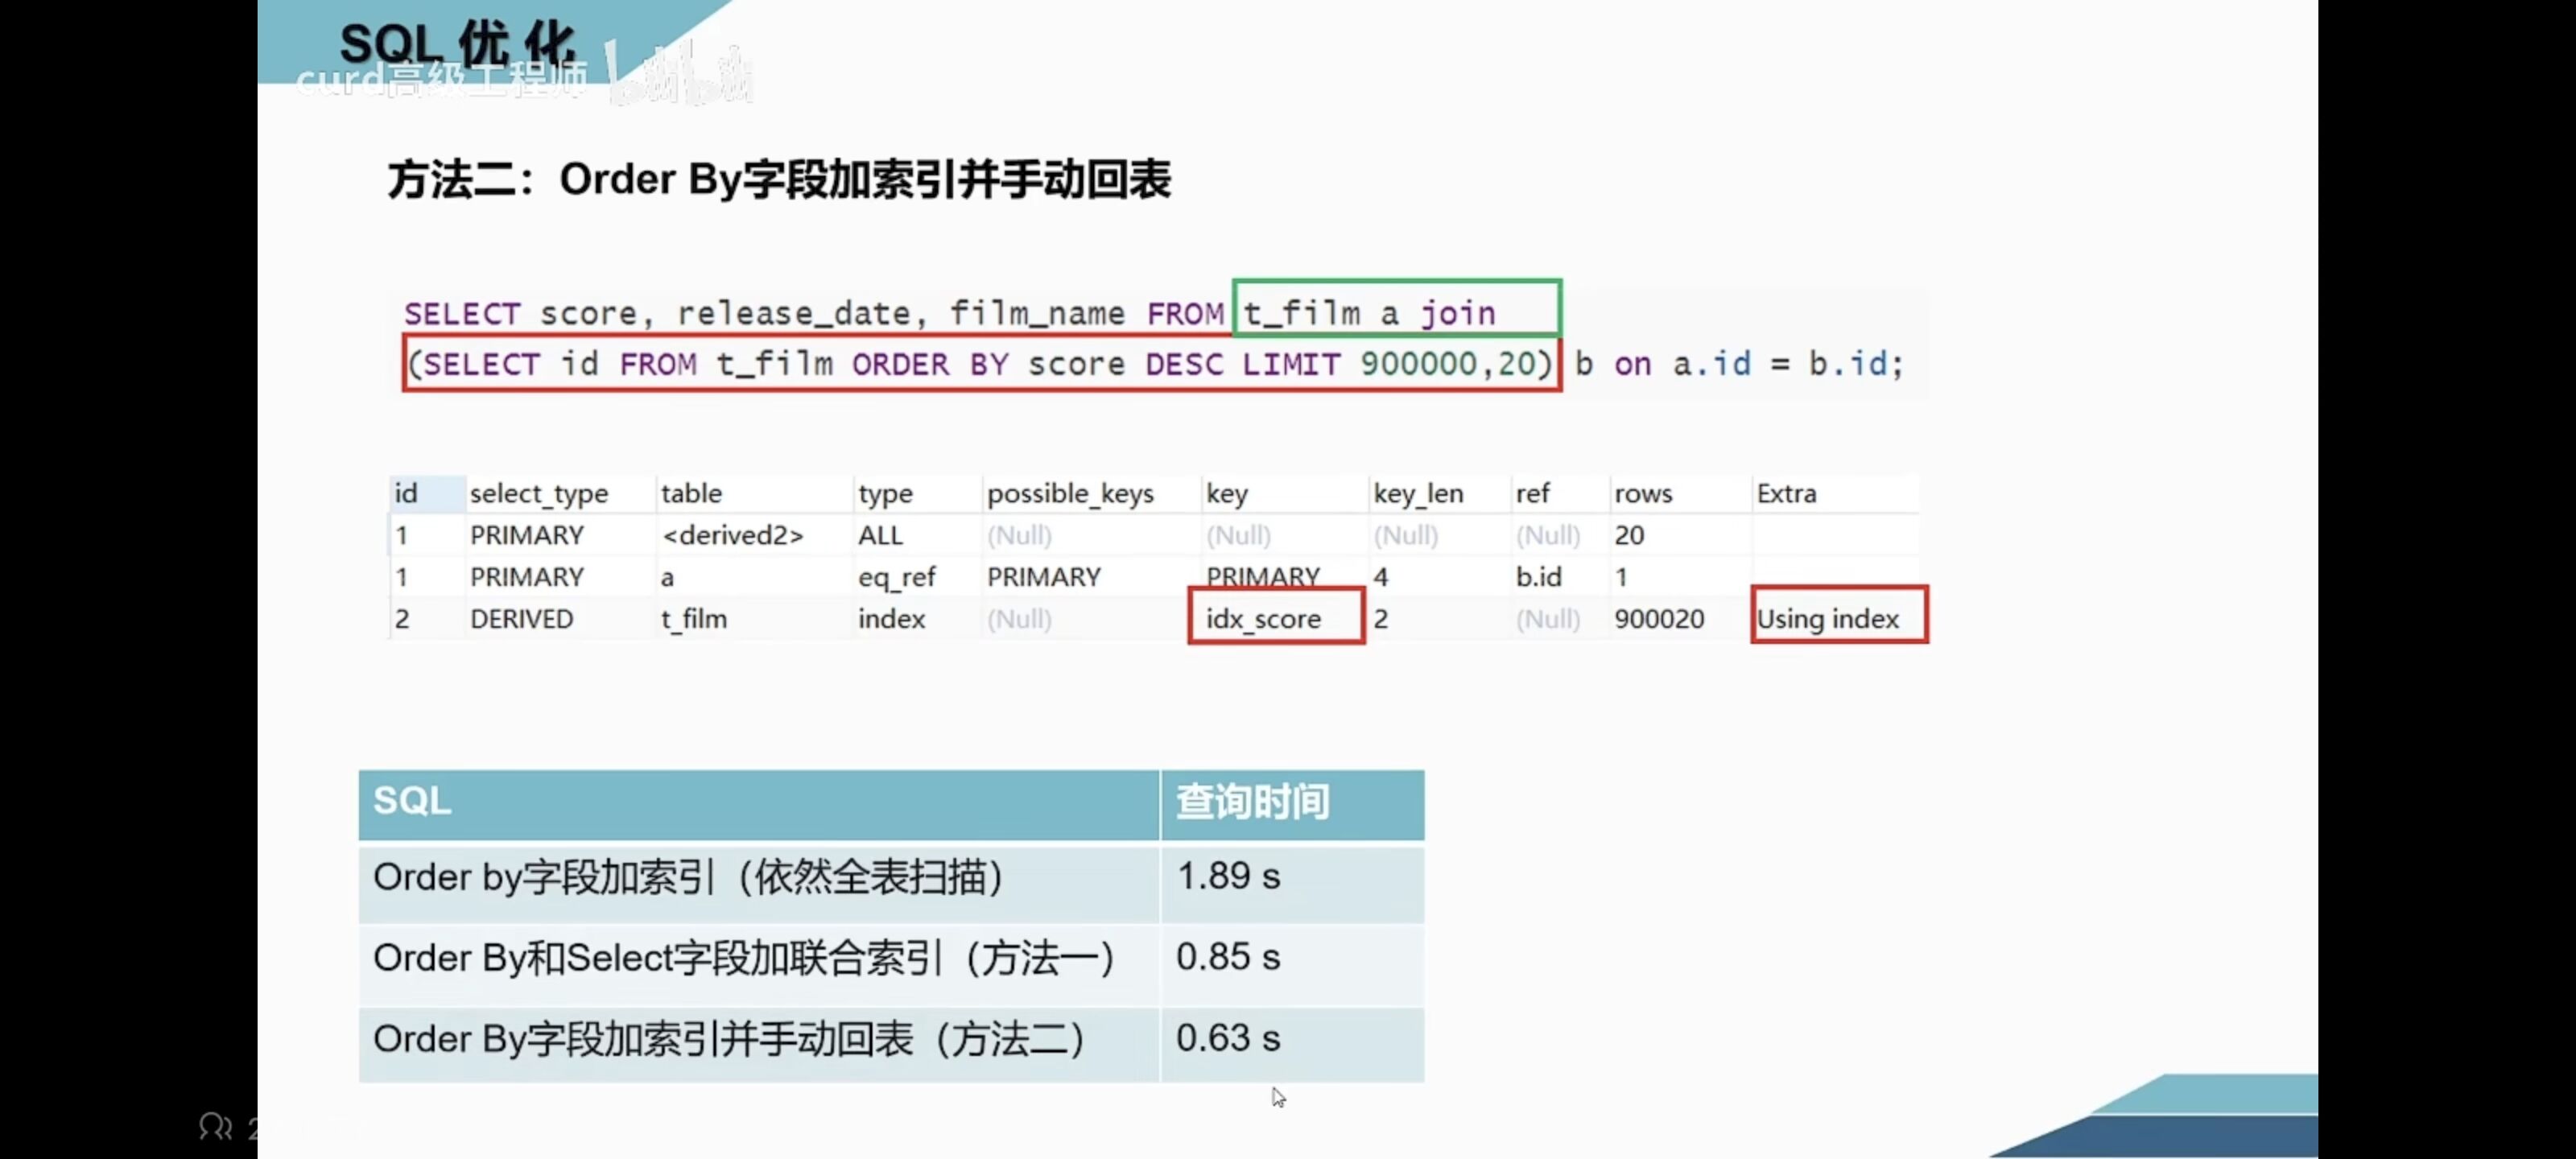 SQL 优 化
curd高级工程师 bilibili
方法二：Order By字段加索引并手动回表
SELECT score, release_date, film_name FROM t_film a join
(SELECT id FROM t_film ORDER BY score DESC LIMIT 900000,20) b on a.id = b.id;
id select_type table type possible_keys key key_len ref rows Extra
1 PRIMARY <derived2> ALL (Null) (Null) (Null) (Null) 20
1 PRIMARY a eq_ref PRIMARY PRIMARY 4 b.id 1
2 DERIVED t_film index (Null) idx_score 2 (Null) 900020 Using index
SQL 查询时间
Order by字段加索引（依然全表扫描） 1.89 s
Order By和Select字段加联合索引（方法一） 0.85 s
Order By字段加索引并手动回表（方法二） 0.63 s